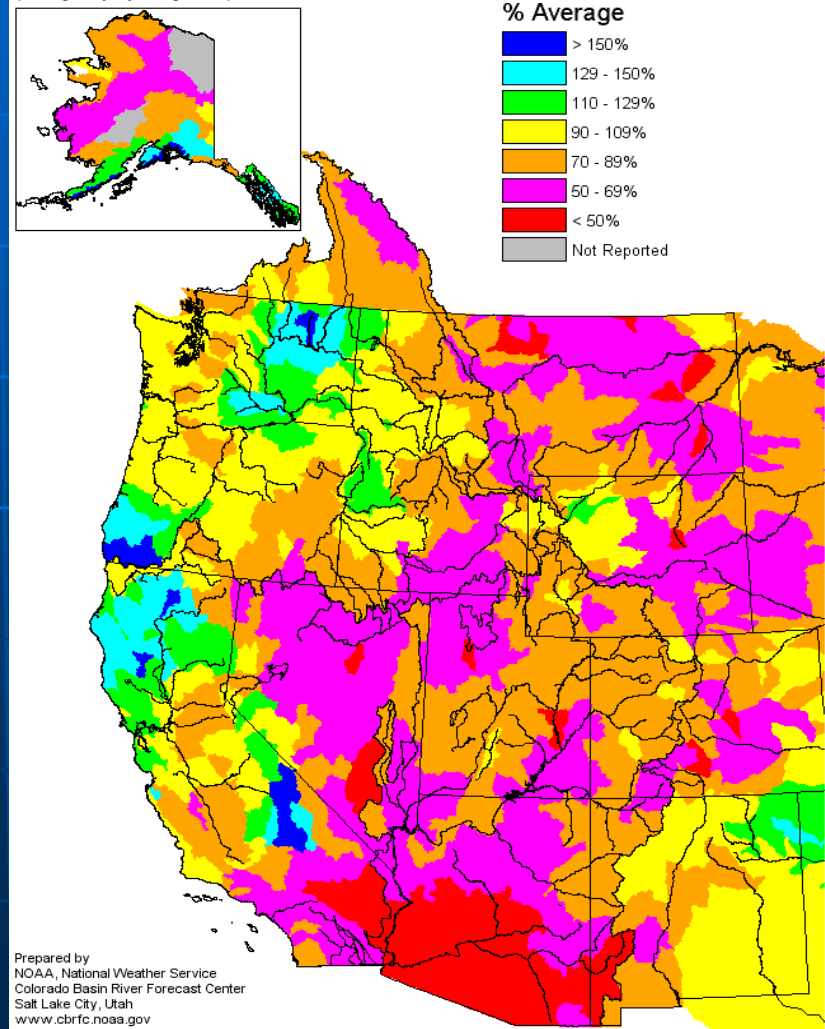 % Average
> 150%
129 - 150%
110 - 129%
90 - 109%
70 - 89%
50 - 69%
< 50%
Not Reported
Prepared by
NOAA, National Weather Service
Colorado Basin River Forecast Center
Salt Lake City, Utah
www.cbrfc.noaa.gov